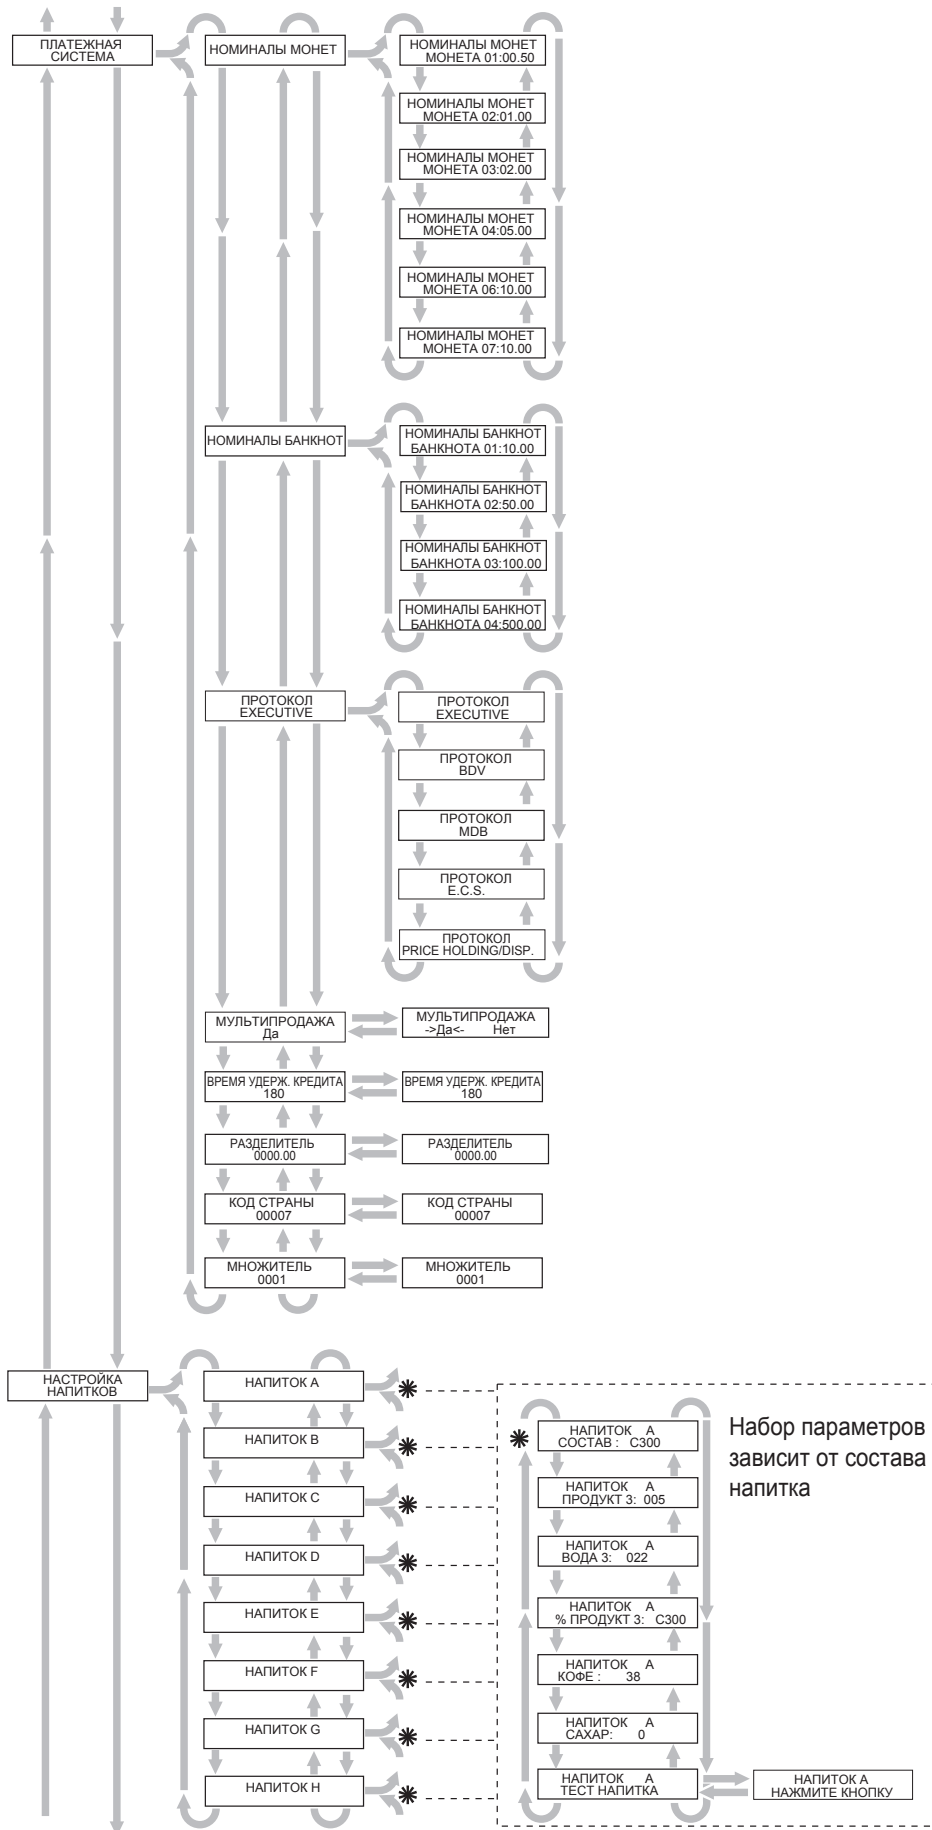 ПЛАТЕЖНАЯ
СИСТЕМА
НОМИНАЛЫ МОНЕТ
НОМИНАЛЫ МОНЕТ
МОНЕТА 01:00.50
НОМИНАЛЫ МОНЕТ
МОНЕТА 02:01.00
НОМИНАЛЫ МОНЕТ
МОНЕТА 03:02.00
НОМИНАЛЫ МОНЕТ
МОНЕТА 04:05.00
НОМИНАЛЫ МОНЕТ
МОНЕТА 06:10.00
НОМИНАЛЫ МОНЕТ
МОНЕТА 07:10.00
НОМИНАЛЫ БАНКНОТ
НОМИНАЛЫ БАНКНОТ
БАНКНОТА 01:10.00
НОМИНАЛЫ БАНКНОТ
БАНКНОТА 02:50.00
НОМИНАЛЫ БАНКНОТ
БАНКНОТА 03:100.00
НОМИНАЛЫ БАНКНОТ
БАНКНОТА 04:500.00
ПРОТОКОЛ
EXECUTIVE
ПРОТОКОЛ
EXECUTIVE
ПРОТОКОЛ
BDV
ПРОТОКОЛ
MDB
ПРОТОКОЛ
E.C.S.
ПРОТОКОЛ
PRICE HOLDING/DISP.
МУЛЬТИПРОДАЖА
Да
МУЛЬТИПРОДАЖА
->Да<- Нет
ВРЕМЯ УДЕРЖ. КРЕДИТА
180
ВРЕМЯ УДЕРЖ. КРЕДИТА
180
РАЗДЕЛИТЕЛЬ
0000.00
РАЗДЕЛИТЕЛЬ
0000.00
КОД СТРАНЫ
00007
КОД СТРАНЫ
00007
МНОЖИТЕЛЬ
0001
МНОЖИТЕЛЬ
0001
НАСТРОЙКА
НАПИТКОВ
НАПИТОК A
НАПИТОК B
НАПИТОК C
НАПИТОК D
НАПИТОК E
НАПИТОК F
НАПИТОК G
НАПИТОК H
НАПИТОК A
СОСТАВ : C300
НАПИТОК A
ПРОДУКТ 3: 005
НАПИТОК A
ВОДА 3: 022
НАПИТОК A
% ПРОДУКТ 3: C300
НАПИТОК A
КОФЕ : 38
НАПИТОК A
САХАР: 0
НАПИТОК A
ТЕСТ НАПИТКА
НАПИТОК A
НАЖМИТЕ КНОПКУ
Набор параметров
зависит от состава
напитка